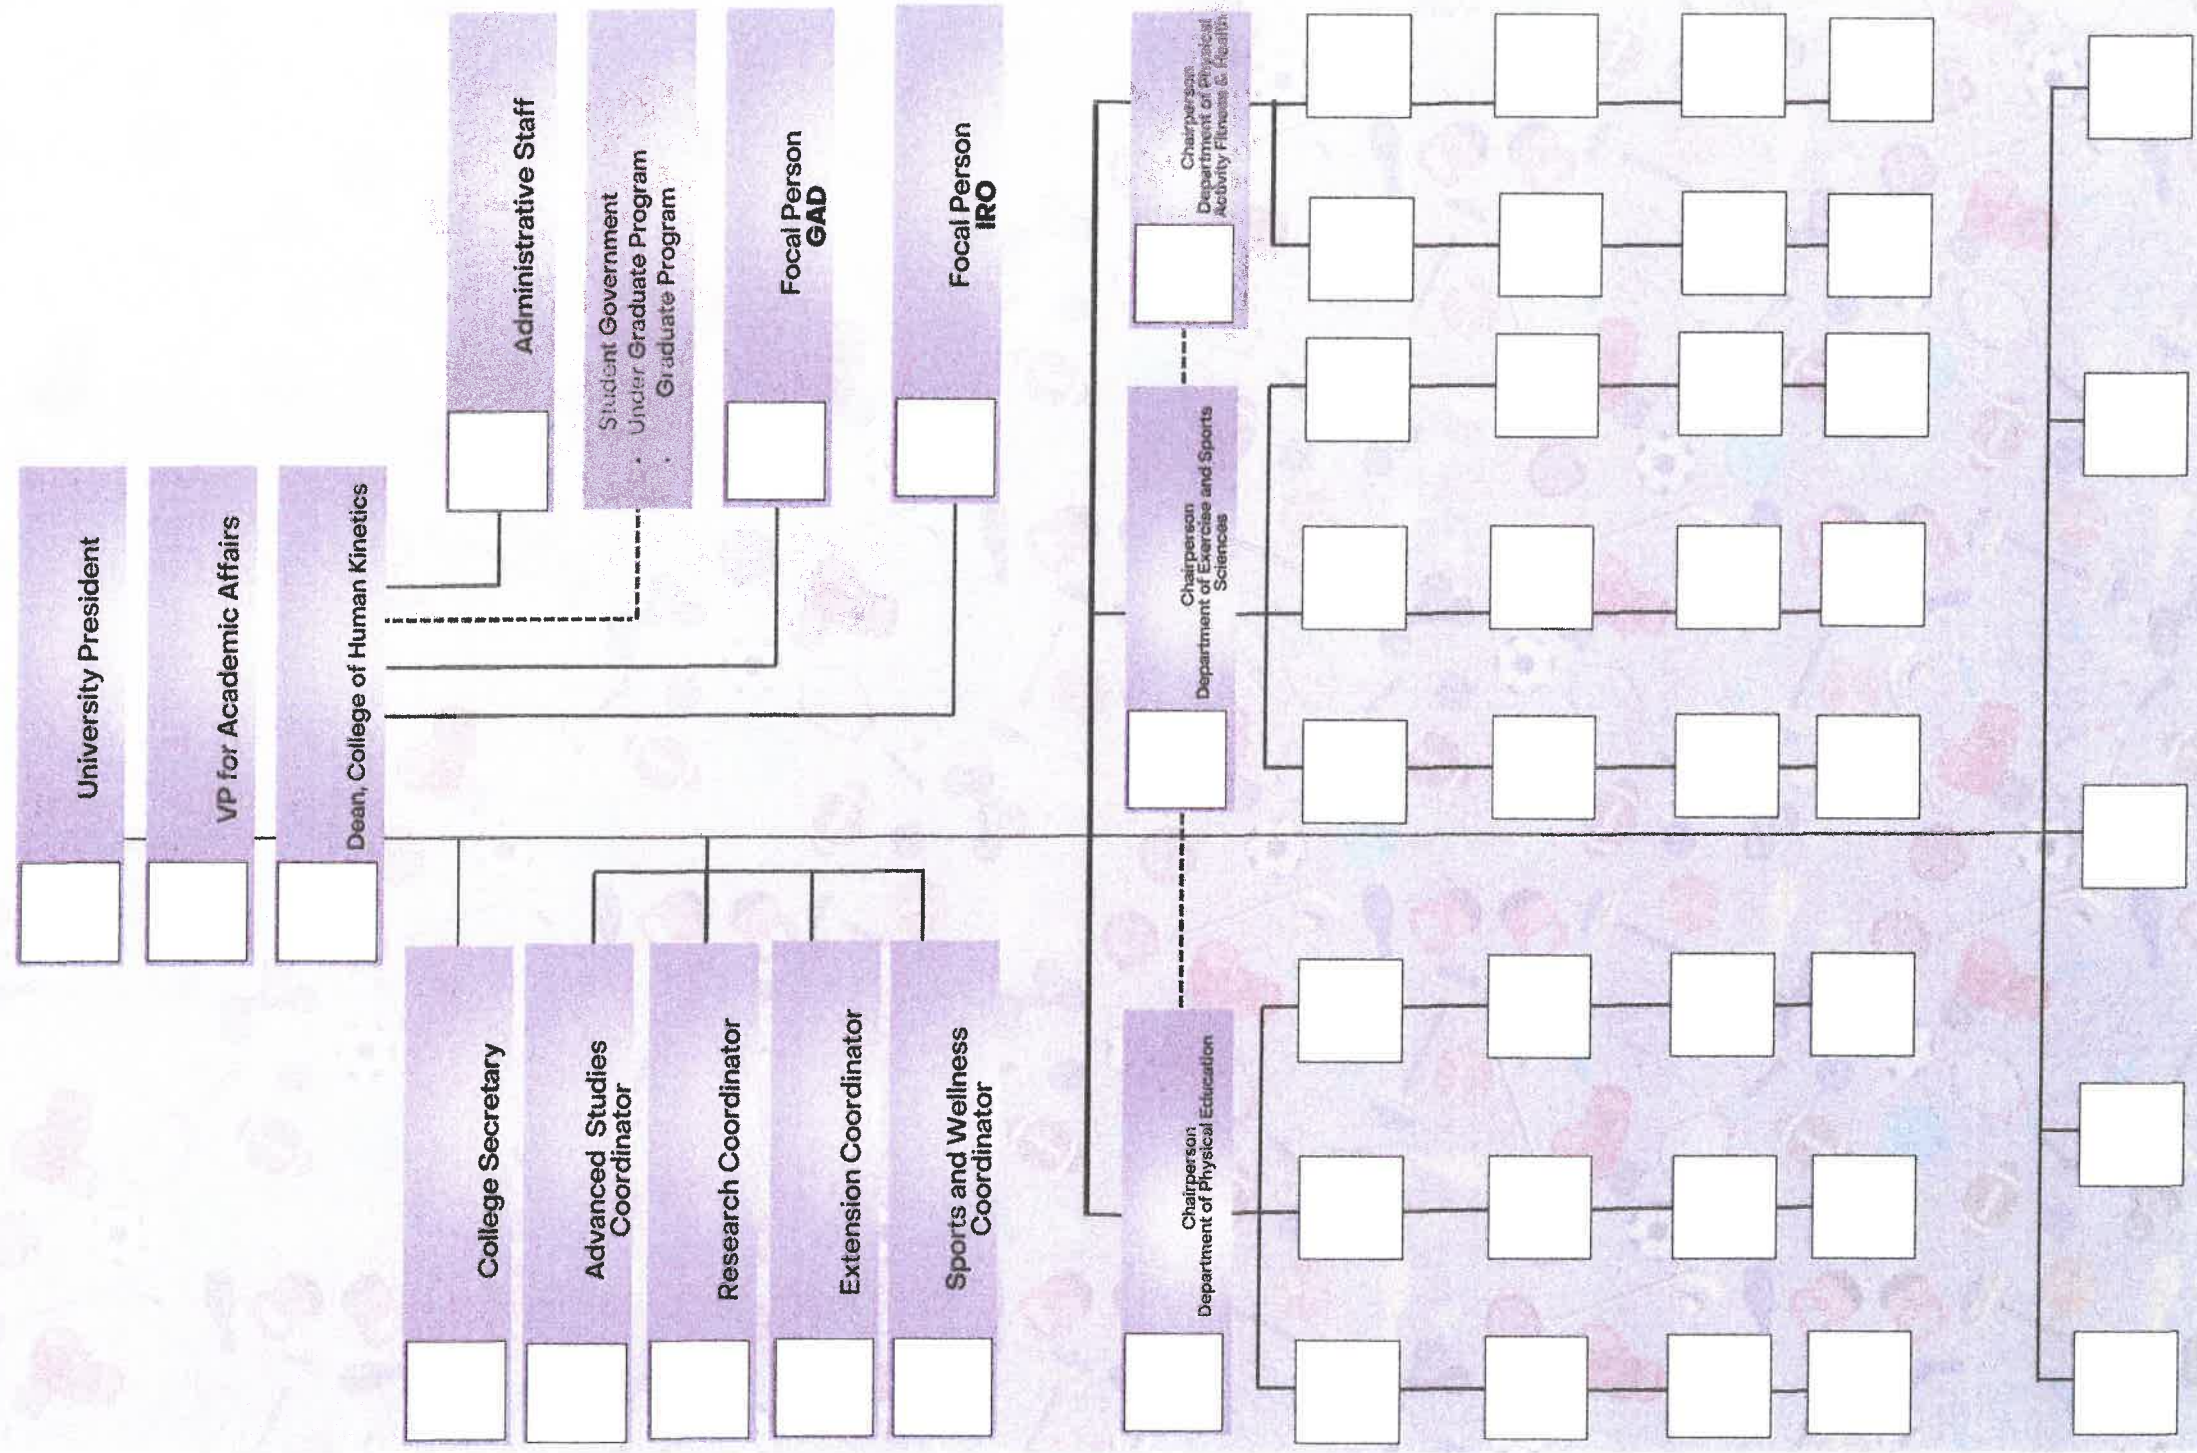 University President
VP for Academic Affairs
Dean, College of Human Kinetics
Administrative Staff
Student Government
· Under Graduate Program
· Graduate Program
Focal Person
GAD
Focal Person
IRO
College Secretary
Advanced Studies
Coordinator
Research Coordinator
Extension Coordinator
Sports and Wellness
Coordinator
Chairperson
Department of Physical Education
Chairperson
Department of Exercise and Sports
Sciences
Chairperson
Department of Physical
Activity Fitness & Health